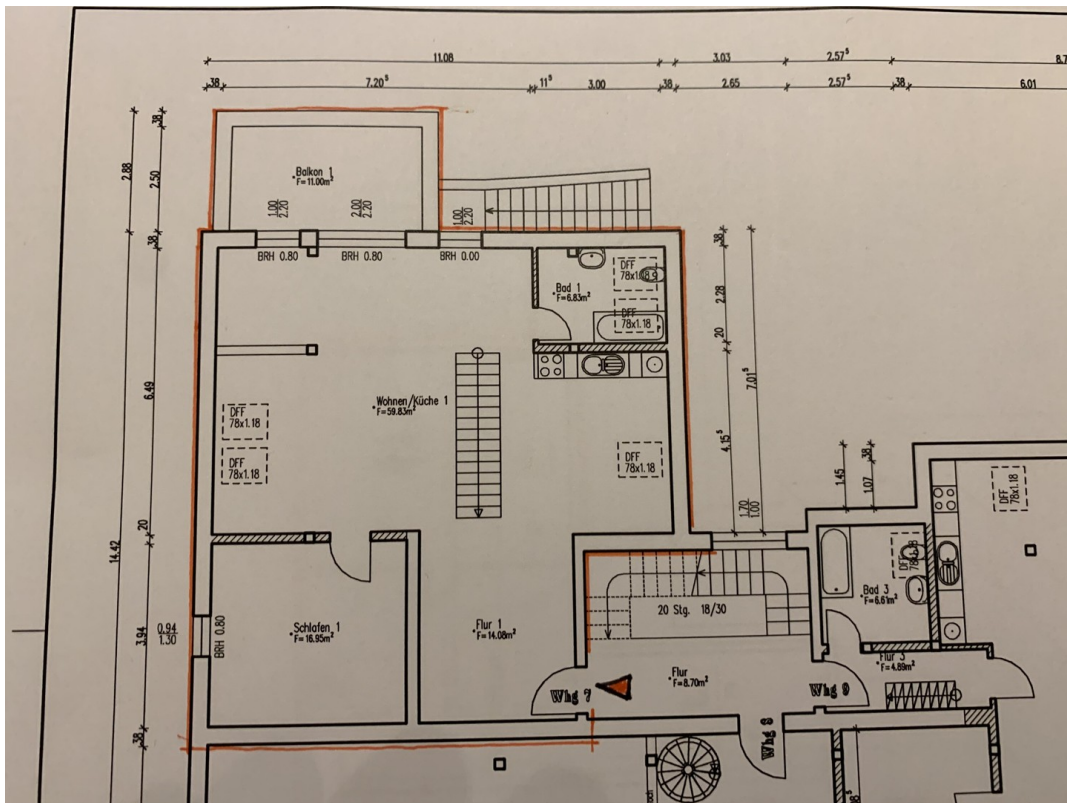 11.08
3.03
2.57⁵
38
7.20⁵
11⁵
3.00
38
2.65
2.57⁵
38
6.01
2.88
38
2.50
38
Balkon 1
F=11.00m²
1.00
2.20
2.00
2.20
1.00
2.20
BRH 0.80
BRH 0.80
BRH 0.00
DFF
Bad 1
F=6.83m²
DFF
78x1.18
38
2.28
20
7.01⁵
4.15⁵
6.49
Wohnen/Küche 1
F=59.83m²
DFF
78x1.18
DFF
78x1.18
DFF
78x1.18
1.45
38
1.07
DFF
78x1.18
1.70
1.00
20
14.42
3.94
0.94
1.30
BRH 0.80
Schlafen 1
F=16.95m²
Flur 1
F=14.08m²
20 Stg. 18/30
DFF
Bad 3
F=6.61m²
Flur 3
F=4.89m²
Flur
F=8.70m²
Whg 7
Whg 9
Whg 8
38